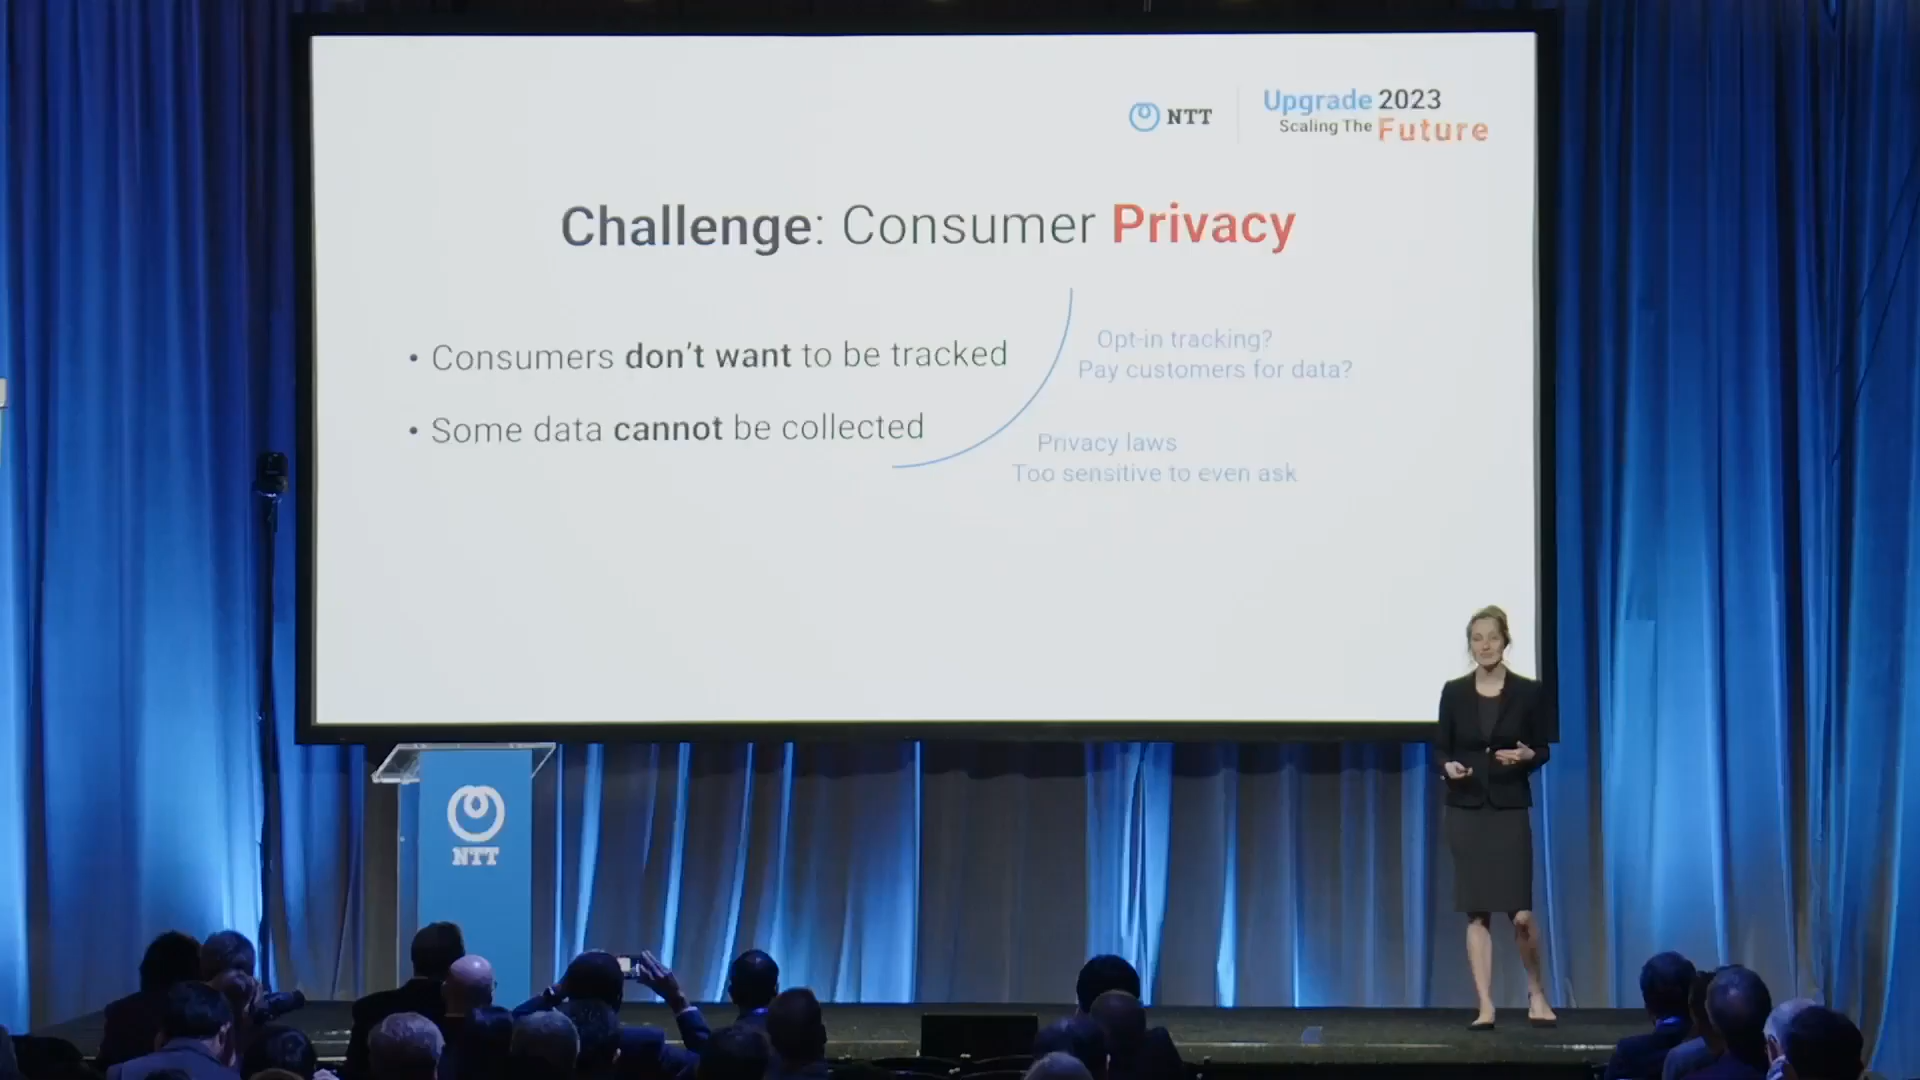 NTT
Upgrade 2023
Scaling The Future
Challenge: Consumer Privacy
• Consumers don't want to be tracked
Opt-in tracking?
Pay customers for data?
• Some data cannot be collected
Privacy laws
Too sensitive to even ask
NTT